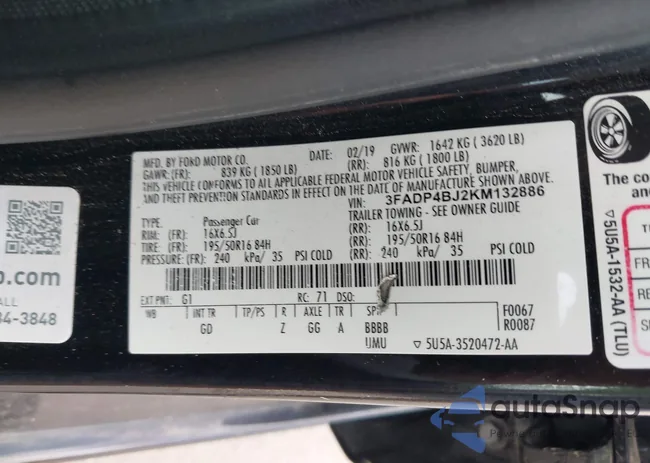 MFD. BY FORD MOTOR CO.
DATE: 02/19 GVWR: 1642 KG ( 3620 LB)
GAWR:(FR): 839 KG ( 1850 LB) (RR): 816 KG ( 1800 LB)
THIS VEHICLE CONFORMS TO ALL APPLICABLE FEDERAL MOTOR VEHICLE SAFETY, BUMPER,
AND THEFT PREVENTION STANDARDS IN EFFECT ON THE DATE OF MANUFACTURE SHOWN ABOVE.
VIN: 3FADP4BJ2KM132886
TYPE: Passenger Car TRAILER TOWING - SEE OWNER GUIDE
RIM: (FR): 16X6.5J (RR): 16X6.5J
TIRE: (FR): 195/50R16 84H (RR): 195/50R16 84H
PRESSURE: (FR): 240 kPa/ 35 PSI COLD (RR): 240 kPa/ 35 PSI COLD
EXT PNT: G1 RC: 71 DSO:
WB INT TR TP/PS R AXLE TR F0067
GD Z GG A BBBB R0087
IJMU ▽ 5U5A-3520472-AA
p.com
ALL
3848
The co
FR
▽ 5U5A-1532-AA (TLU)
autoSnap